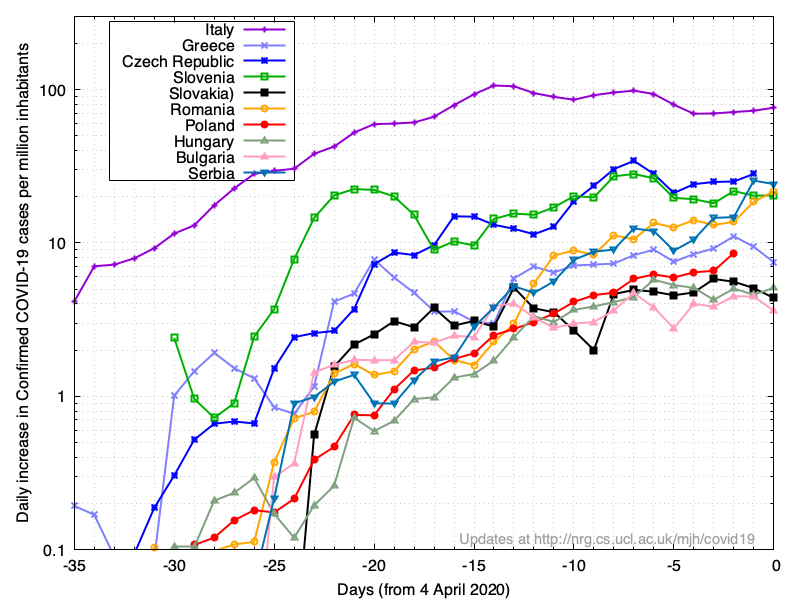 Italy
Greece
Czech Republic
Slovenia
Slovakia)
Romania
Poland
Hungary
Bulgaria
Serbia
100
10
1
0.1
Daily increase in Confirmed COVID-19 cases per million inhabitants
Updates at http://nrg.cs.ucl.ac.uk/mjh/covid19
-35 -30 -25 -20 -15 -10 -5 0
Days (from 4 April 2020)